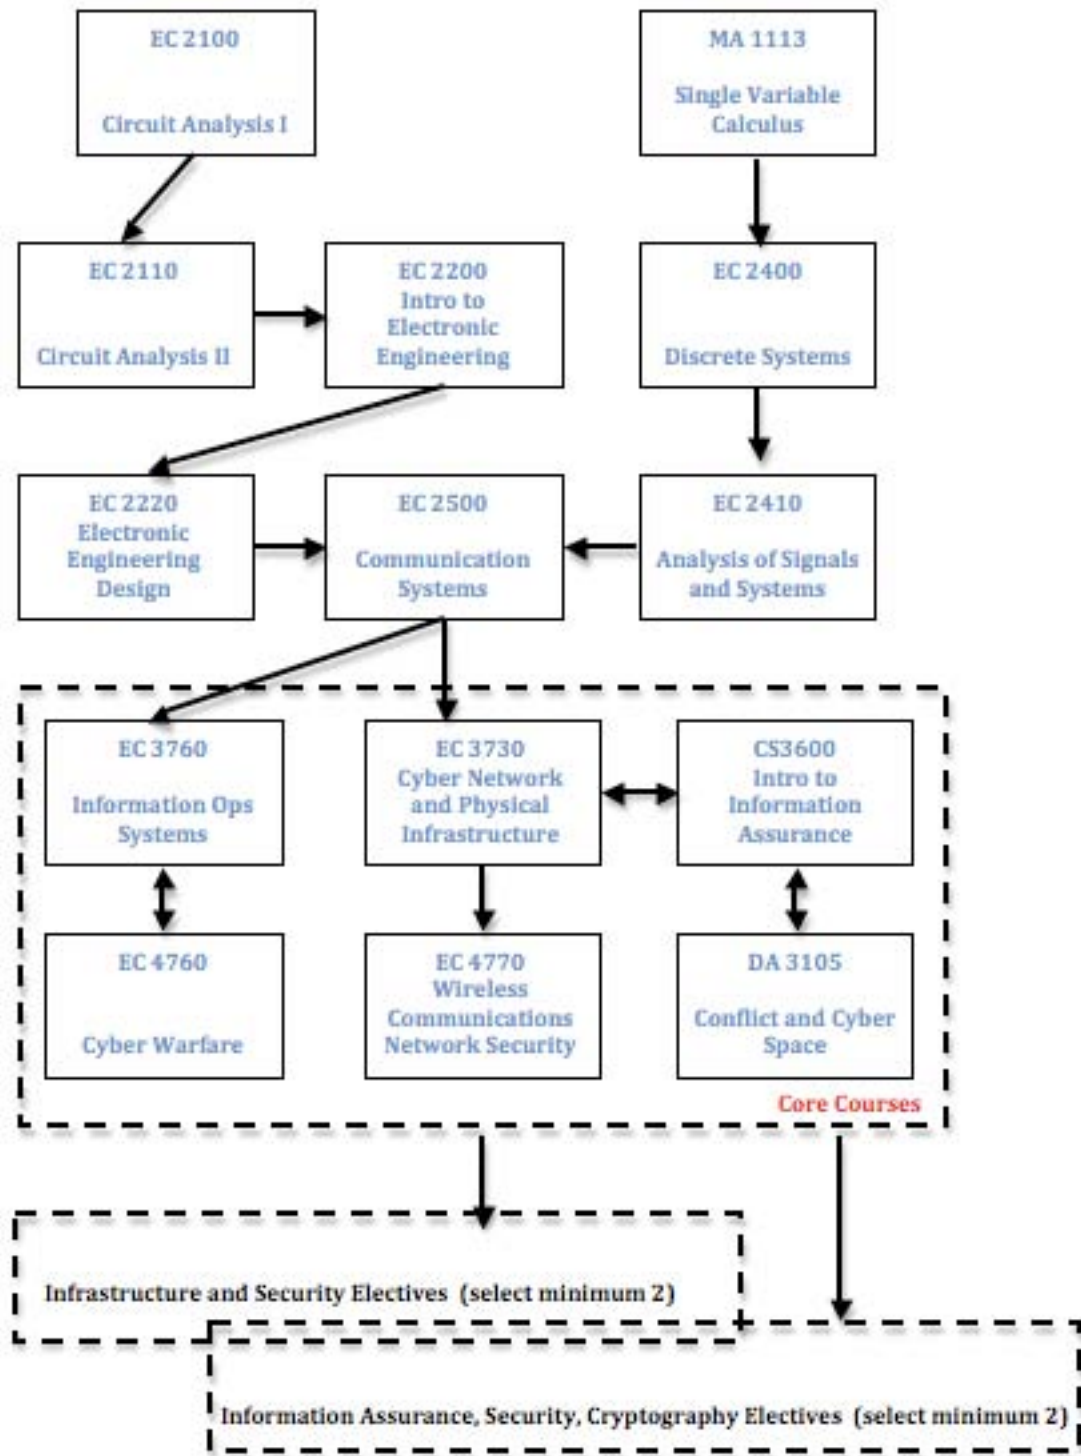 EC 2100
Circuit Analysis I
MA 1113
Single Variable
Calculus
EC 2110
Circuit Analysis II
EC 2200
Intro to
Electronic
Engineering
EC 2400
Discrete Systems
EC 2220
Electronic
Engineering
Design
EC 2500
Communication
Systems
EC 2410
Analysis of Signals
and Systems
EC 3760
Information Ops
Systems
EC 3730
Cyber Network
and Physical
Infrastructure
CS3600
Intro to
Information
Assurance
EC 4760
Cyber Warfare
EC 4770
Wireless
Communications
Network Security
DA 3105
Conflict and Cyber
Space
Core Courses
Infrastructure and Security Electives (select minimum 2)
Information Assurance, Security, Cryptography Electives (select minimum 2)